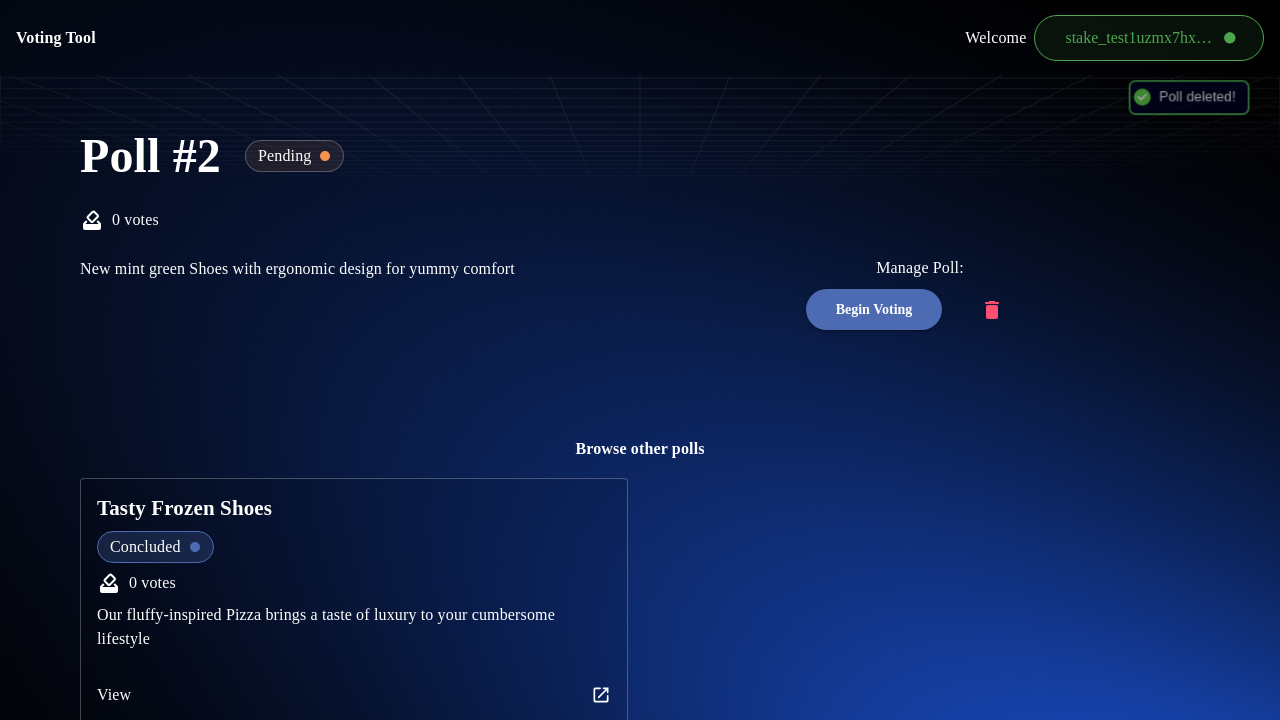 Voting Tool
Welcome
stake_test1uzmx7hx…
Poll deleted!
Poll #2
Pending
0 votes
New mint green Shoes with ergonomic design for yummy comfort
Manage Poll:
Begin Voting
Browse other polls
Tasty Frozen Shoes
Concluded
0 votes
Our fluffy-inspired Pizza brings a taste of luxury to your cumbersome
lifestyle
View